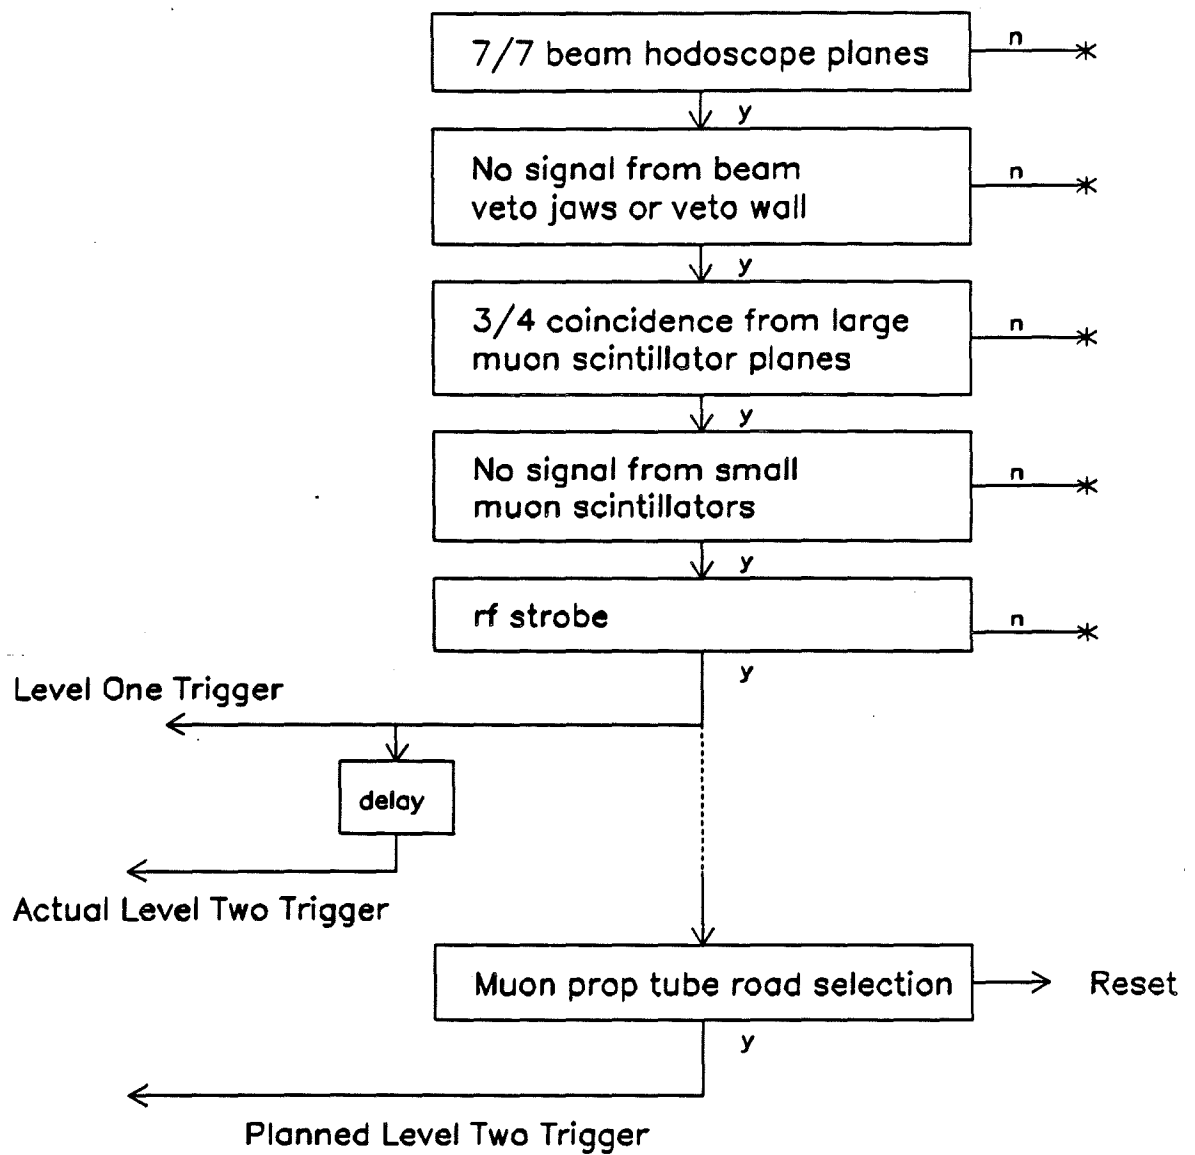 7/7 beam hodoscope planes
n
y
No signal from beam
veto jaws or veto wall
n
y
3/4 coincidence from large
muon scintillator planes
n
y
No signal from small
muon scintillators
n
y
rf strobe
n
y
Level One Trigger
delay
Actual Level Two Trigger
Muon prop tube road selection
Reset
y
Planned Level Two Trigger